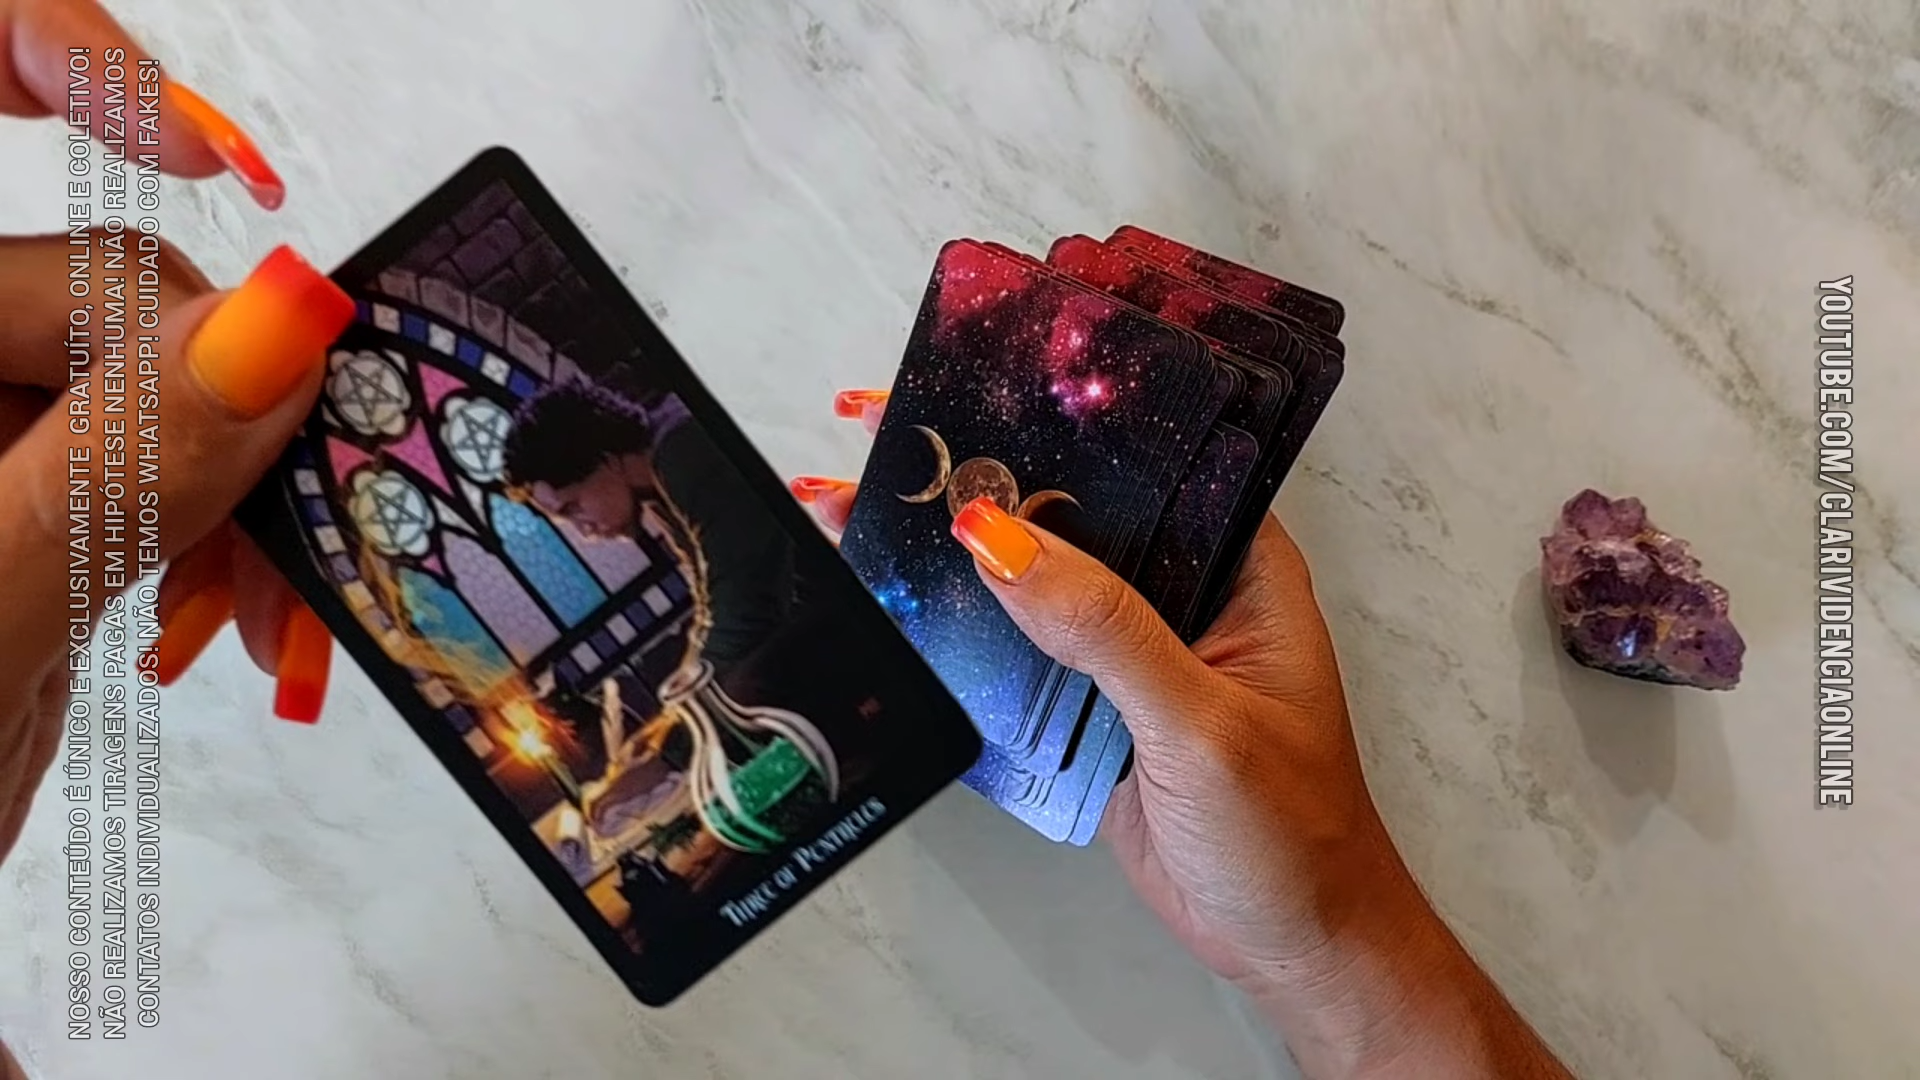 NOSSO CONTEÚDO É ÚNICO E EXCLUSIVAMENTE GRATUÍTO, ONLINE E COLETIVO!
NÃO REALIZAMOS TIRAGENS PAGAS EM HIPÓTESE NENHUMA! NÃO REALIZAMOS
CONTATOS INDIVIDUALIZADOS! NÃO TEMOS WHATSAPP! CUIDADO COM FAKES!
THREE OF PENTACLES
YOUTUBE.COM/CLARIVIDENCIAONLINE